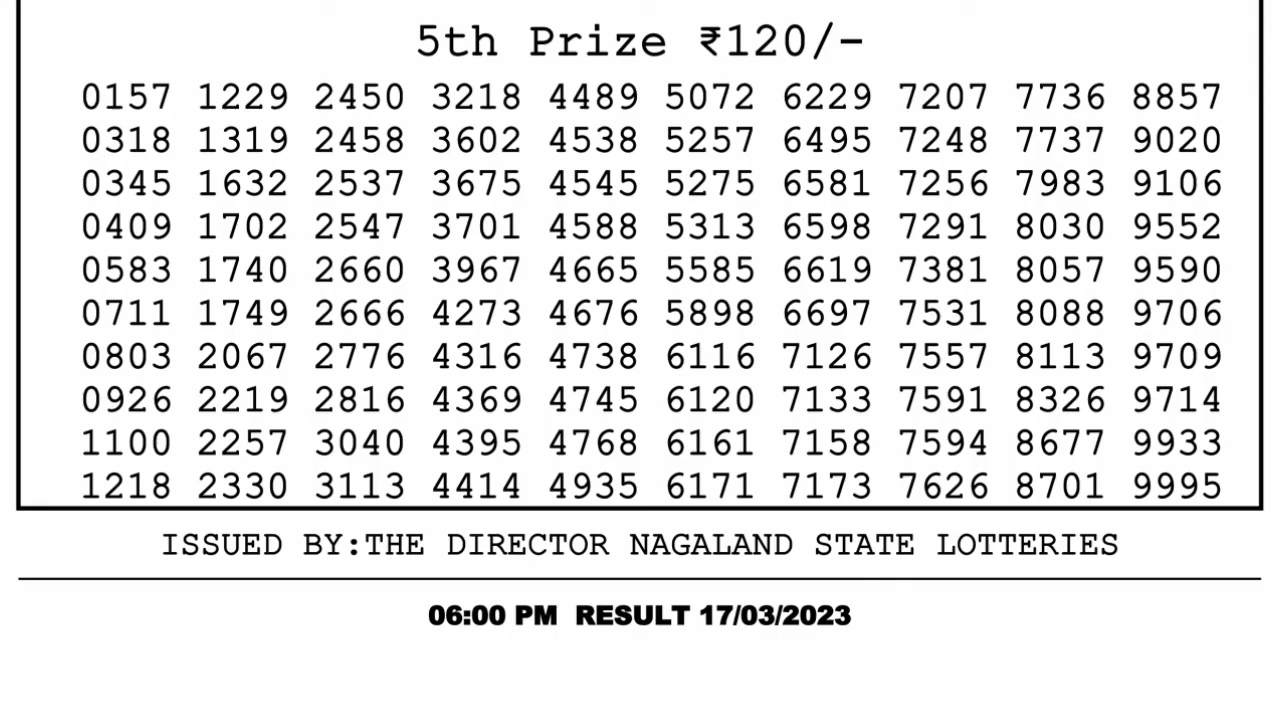 5th Prize ₹120/-
0157 1229 2450 3218 4489 5072 6229 7207 7736 8857
0318 1319 2458 3602 4538 5257 6495 7248 7737 9020
0345 1632 2537 3675 4545 5275 6581 7256 7983 9106
0409 1702 2547 3701 4588 5313 6598 7291 8030 9552
0583 1740 2660 3967 4665 5585 6619 7381 8057 9590
0711 1749 2666 4273 4676 5898 6697 7531 8088 9706
0803 2067 2776 4316 4738 6116 7126 7557 8113 9709
0926 2219 2816 4369 4745 6120 7133 7591 8326 9714
1100 2257 3040 4395 4768 6161 7158 7594 8677 9933
1218 2330 3113 4414 4935 6171 7173 7626 8701 9995
ISSUED BY:THE DIRECTOR NAGALAND STATE LOTTERIES
06:00 PM RESULT 17/03/2023